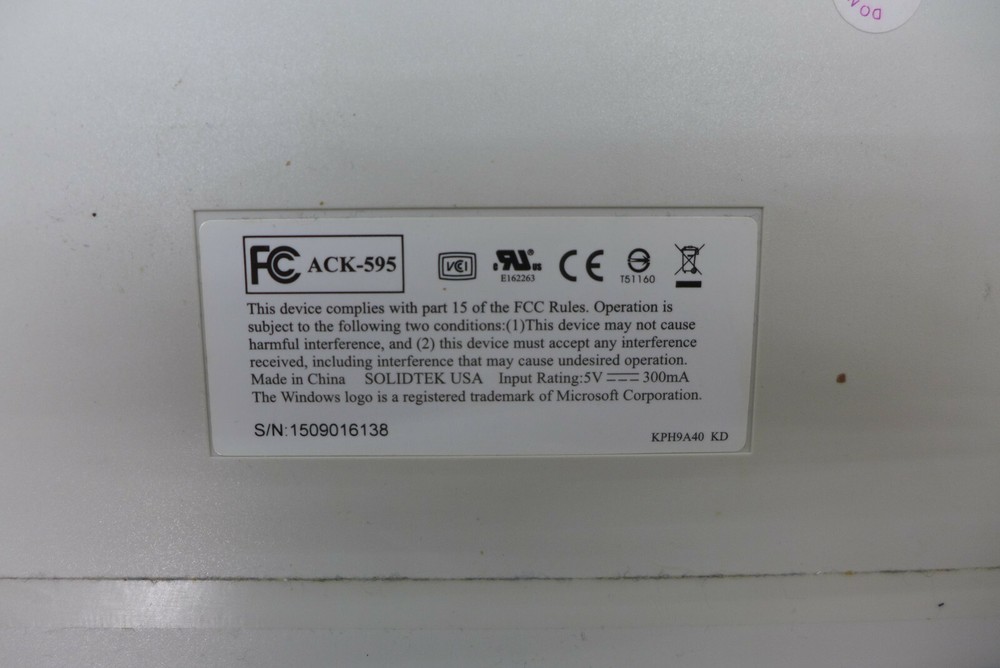 DO
FC ACK-595
VCI
E162263
CE
T51160
This device complies with part 15 of the FCC Rules. Operation is
subject to the following two conditions:(1)This device may not cause
harmful interference, and (2) this device must accept any interference
received, including interference that may cause undesired operation.
Made in China SOLIDTEK USA Input Rating:5V 300mA
The Windows logo is a registered trademark of Microsoft Corporation.
S/N:1509016138
KPH9A40 KD